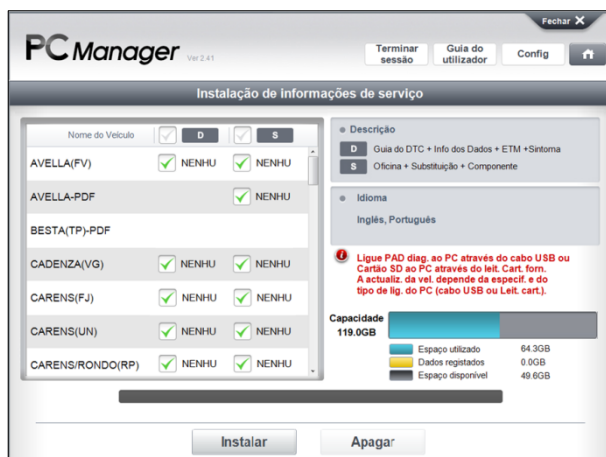 Fechar X
PC Manager Ver 2.41
Terminar sessão
Guia do utilizador
Config
Instalação de informações de serviço
Nome do Veículo D S
AVELLA(FV) NENHU NENHU
AVELLA-PDF NENHU
BESTA(TP)-PDF
CADENZA(VG) NENHU NENHU
CARENS(FJ) NENHU NENHU
CARENS(UN) NENHU NENHU
CARENS/RONDO(RP) NENHU NENHU
Descrição
D Guia do DTC + Info dos Dados + ETM +Sintoma
S Oficina + Substituição + Componente
Idioma
Inglês, Português
Ligue PAD diag. ao PC através do cabo USB ou
Cartão SD ao PC através do leit. Cart. forn.
A actualiz. da vel. depende da especif. e do
tipo de lig. do PC (cabo USB ou Leit. cart.).
Capacidade
119.0GB
Espaço utilizado 64.3GB
Dados registados 0.0GB
Espaço disponível 49.6GB
Instalar
Apagar